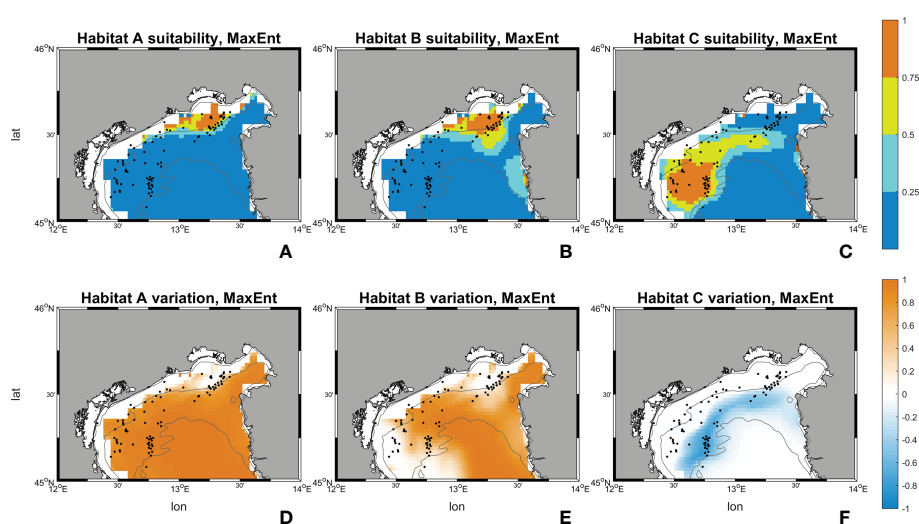 Habitat A suitability, MaxEnt
Habitat B suitability, MaxEnt
Habitat C suitability, MaxEnt
1
0.75
0.5
0.25
46°N
46°N
46°N
lat
30'
30'
30'
45°N
45°N
45°N
12°E
30'
13°E
30'
14°E
12°E
30'
13°E
30'
14°E
12°E
30'
13°E
30'
14°E
A
B
C
Habitat A variation, MaxEnt
Habitat B variation, MaxEnt
Habitat C variation, MaxEnt
1
0.8
0.6
0.4
0.2
0
-0.2
-0.4
-0.6
-0.8
-1
46°N
46°N
46°N
lat
30'
30'
30'
45°N
45°N
45°N
12°E
30'
13°E
30'
14°E
12°E
30'
13°E
30'
14°E
12°E
30'
13°E
30'
14°E
lon
lon
lon
D
E
F